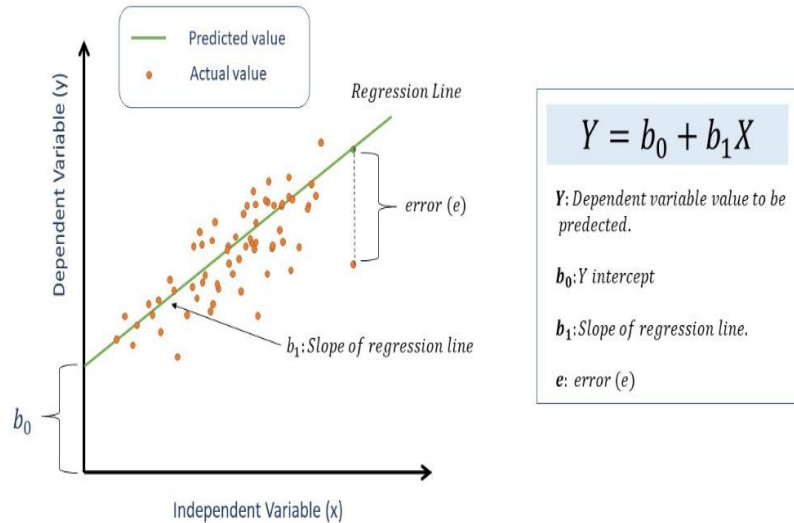 Predicted value
Actual value
Dependent Variable (y)
Regression Line
error (e)
b₁: Slope of regression line
b₀
Independent Variable (x)
Y = b₀ + b₁X
Y: Dependent variable value to be
predected.
b₀: Y intercept
b₁: Slope of regression line.
e: error (e)